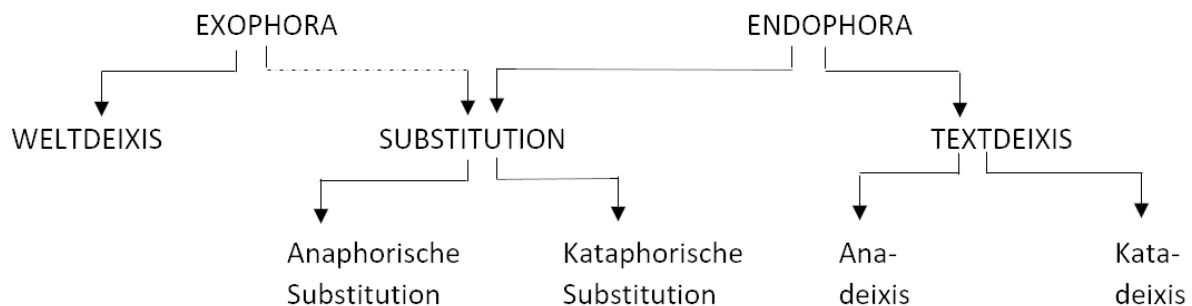 EXOPHORA ENDOPHORA
WELTDEIXIS SUBSTITUTION TEXTDEIXIS
Anaphorische Kataphorische Ana- Kata-
Substitution Substitution deixis deixis